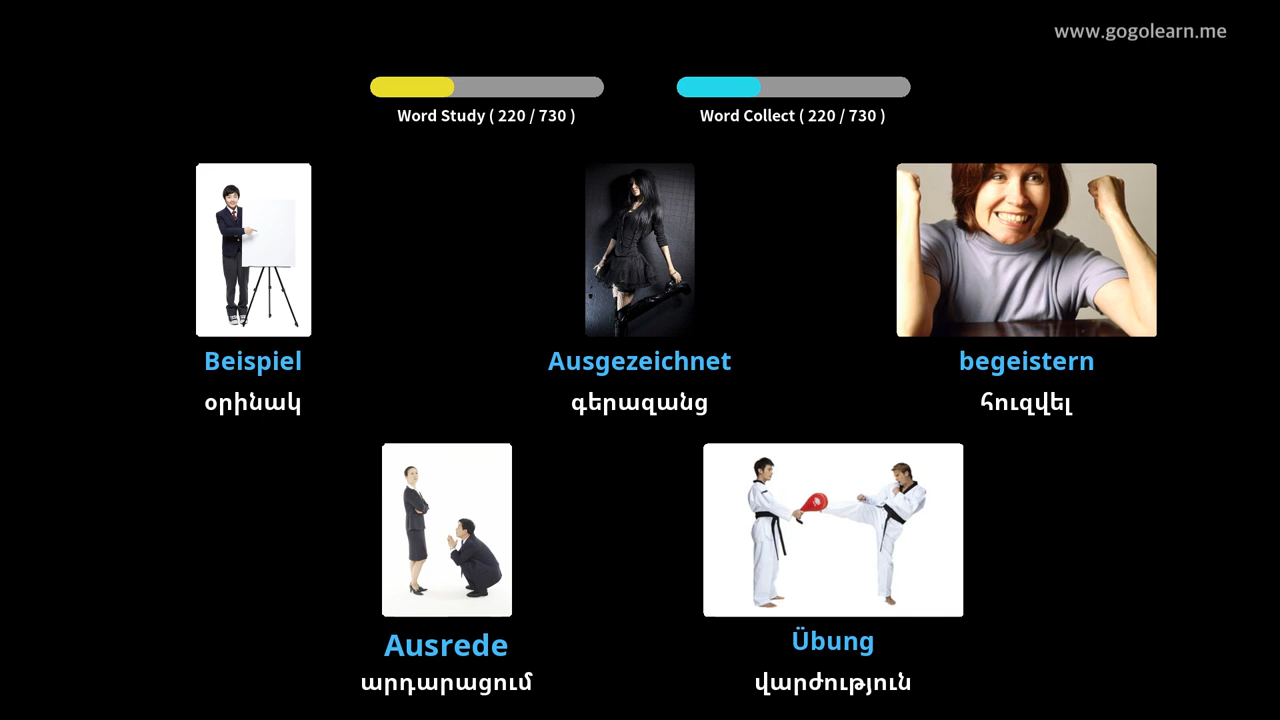 www.gogolearn.me
Word Study ( 220 / 730 )
Word Collect ( 220 / 730 )
Beispiel
Ausgezeichnet
begeistern
օրինակ
գերազանց
հուզվել
Ausrede
Übung
արդարացում
վարժություն